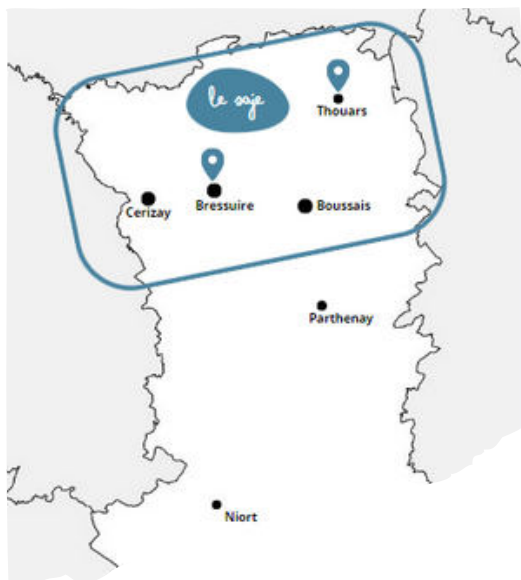 le saje
Thouars
Cerizay
Bressuire
Boussais
Parthenay
Niort